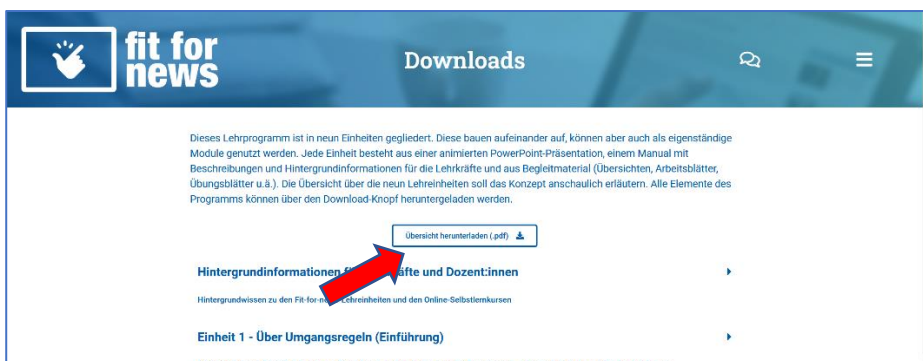 fit for
news
Downloads
Dieses Lehrprogramm ist in neun Einheiten gegliedert. Diese bauen aufeinander auf, können aber auch als eigenständige
Module genutzt werden. Jede Einheit besteht aus einer animierten PowerPoint-Präsentation, einem Manual mit
Beschreibungen und Hintergrundinformationen für die Lehrkräfte und aus Begleitmaterial (Übersichten, Arbeitsblätter,
Übungsblätter u.ä.). Die Übersicht über die neun Lehreinheiten soll das Konzept anschaulich erläutern. Alle Elemente des
Programms können über den Download-Knopf heruntergeladen werden.
Übersicht herunterladen (.pdf)
Hintergrundinformationen und Dozent:innen
Hintergrundwissen zu den Lehreinheiten und den Online-Selbstlernkursen
Einheit 1 - Über Umgangsregeln (Einführung)